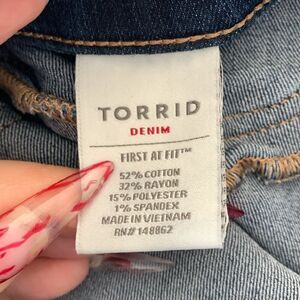 TORRID
DENIM
FIRST AT FIT™
52% COTTON
32% RAYON
15% POLYESTER
1% SPANDEX
MADE IN VIETNAM
RN# 148862